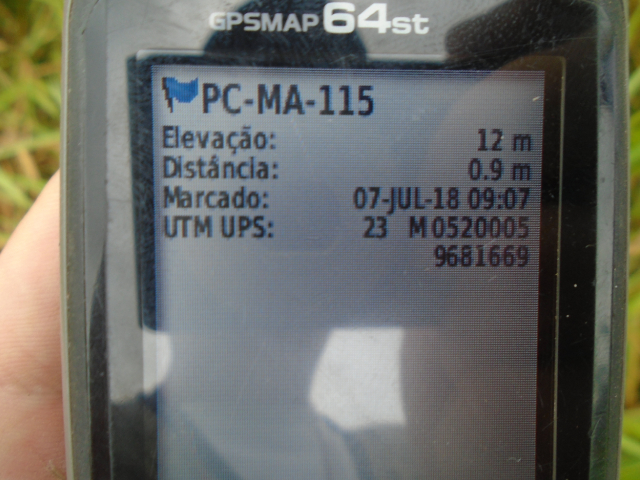 GPSMAP 64st
PC-MA-115
Elevação: 12 m
Distância: 0.9 m
Marcado: 07-JUL-18 09:07
UTM UPS: 23 M 0520005
9681669